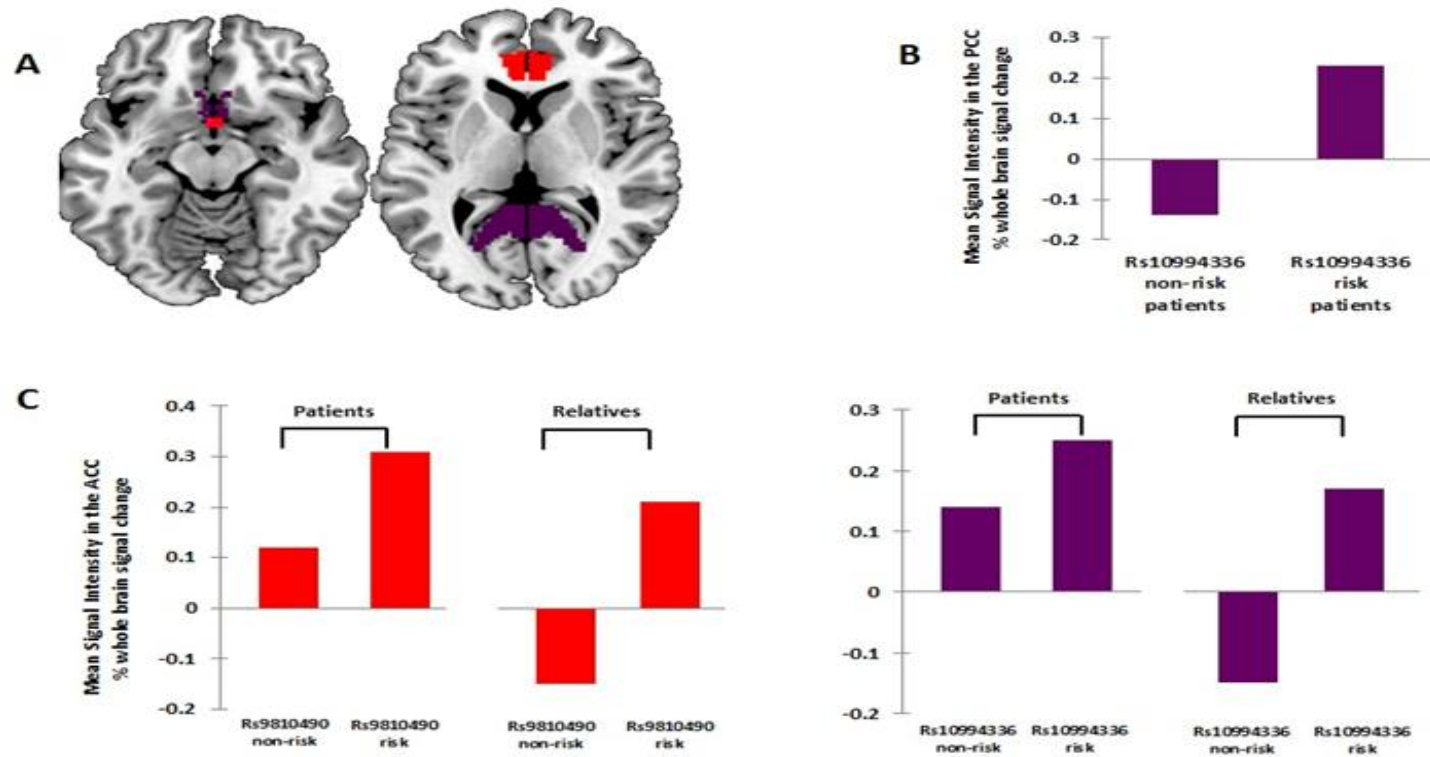 A
B
Mean Signal Intensity in the PCC
% whole brain signal change
0.3
0.2
0.1
0
-0.1
-0.2
Rs10994336
non-risk
patients
Rs10994336
risk
patients
C
Mean Signal Intensity in the ACC
% whole brain signal change
0.4
0.3
0.2
0.1
0
-0.1
-0.2
Patients
Relatives
Rs9810490
non-risk
Rs9810490
risk
Rs9810490
non-risk
Rs9810490
risk
0.3
0.2
0.1
0
-0.1
-0.2
Patients
Relatives
Rs10994336
non-risk
Rs10994336
risk
Rs10994336
non-risk
Rs10994336
risk